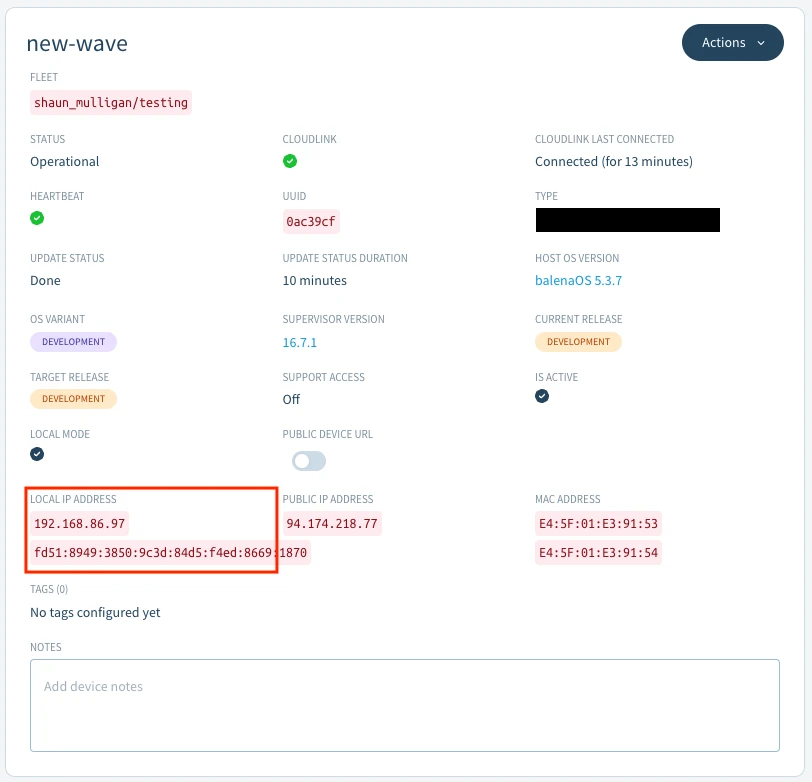 new-wave
Actions
FLEET
shaun_mulligan/testing
STATUS CLOUDLINK CLOUDLINK LAST CONNECTED
Operational Connected (for 13 minutes)
HEARTBEAT UUID TYPE
0ac39cf
UPDATE STATUS UPDATE STATUS DURATION HOST OS VERSION
Done 10 minutes balenaOS 5.3.7
OS VARIANT SUPERVISOR VERSION CURRENT RELEASE
DEVELOPMENT 16.7.1 DEVELOPMENT
TARGET RELEASE SUPPORT ACCESS IS ACTIVE
DEVELOPMENT Off
LOCAL MODE PUBLIC DEVICE URL
LOCAL IP ADDRESS PUBLIC IP ADDRESS MAC ADDRESS
192.168.86.97 94.174.218.77 E4:5F:01:E3:91:53
fd51:8949:3850:9c3d:84d5:f4ed:8669:1870 E4:5F:01:E3:91:54
TAGS (0)
No tags configured yet
NOTES
Add device notes